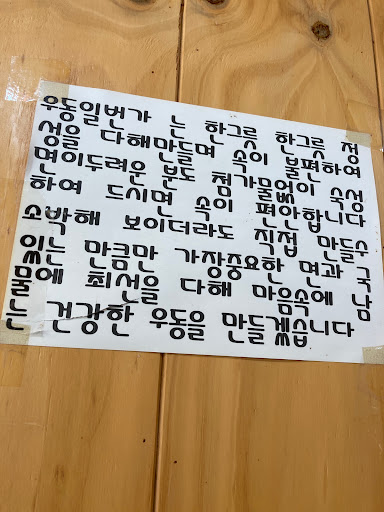 우동일번가 는 한그릇 한그릇 정
성을 다해만들며 속이 불편하여
면이두려운 분도 첨가물없이 숙성
하여 드시면 속이 편안합니다
소박해 보이더라도 직접 만들수
있는 만큼만 가장중요한 면과 국
물에 최선을 다해 마음속에 남
는 건강한 우동을 만들겠습니다